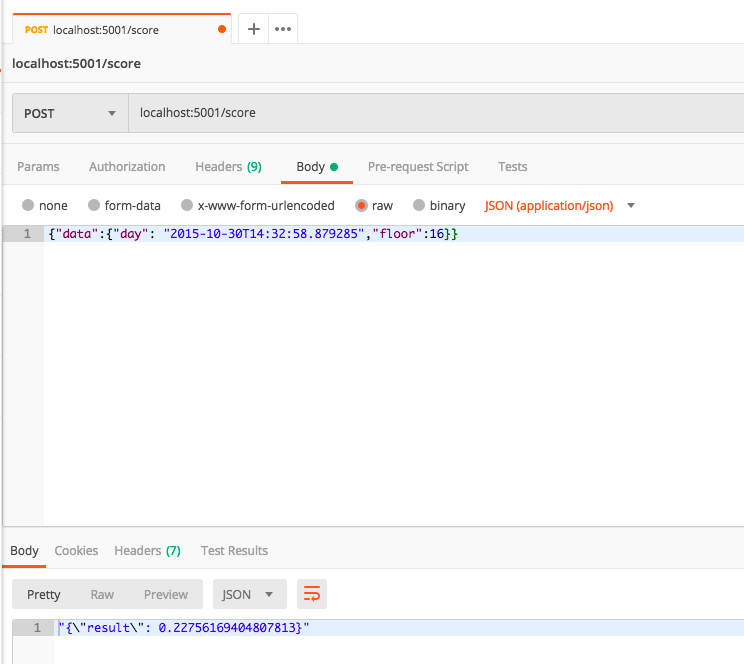 POST localhost:5001/score
localhost:5001/score
POST localhost:5001/score
Params Authorization Headers (9) Body Pre-request Script Tests
none form-data x-www-form-urlencoded raw binary JSON (application/json)
1 {"data":{"day": "2015-10-30T14:32:58.879285","floor":16}}
Body Cookies Headers (7) Test Results
Pretty Raw Preview JSON
1 "{\"result\": 0.22756169404807813}"